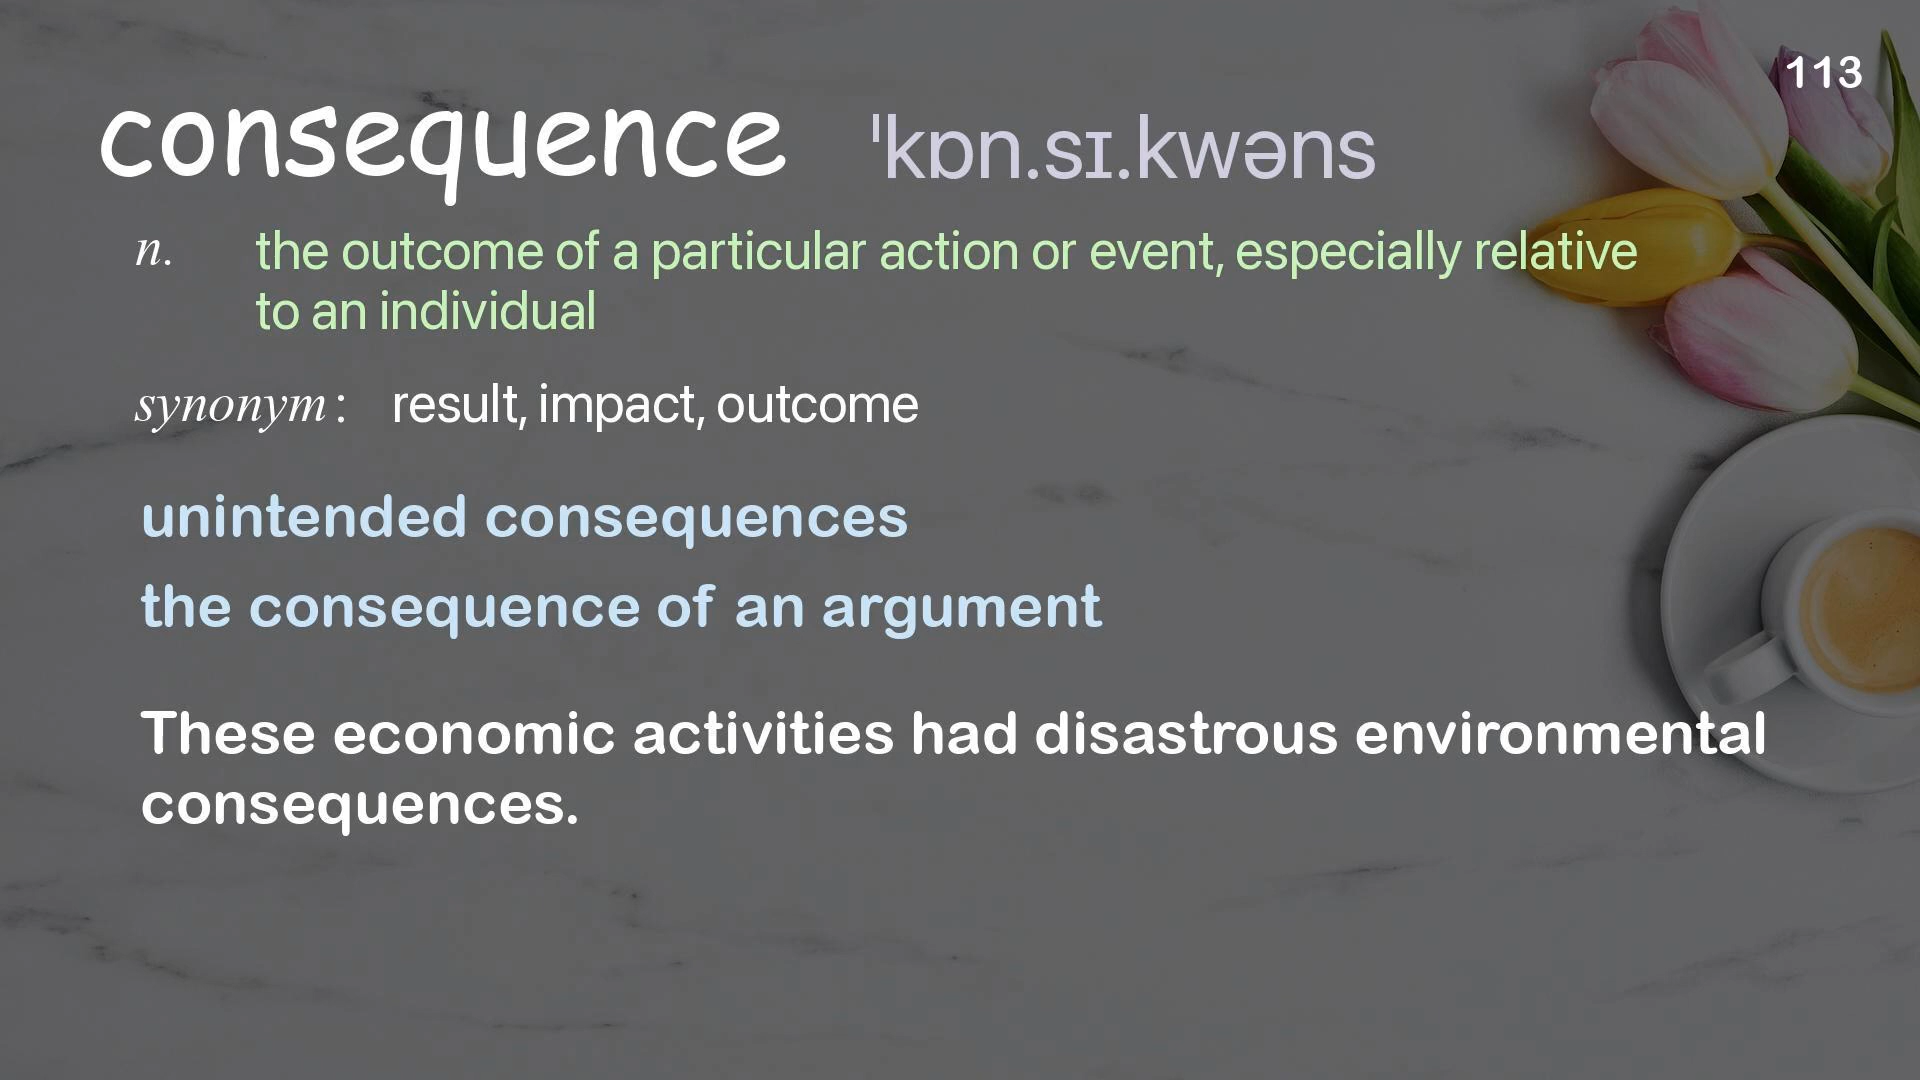 113
consequence ˈkɒn.sɪ.kwəns
n. the outcome of a particular action or event, especially relative
to an individual
synonym: result, impact, outcome
unintended consequences
the consequence of an argument
These economic activities had disastrous environmental
consequences.